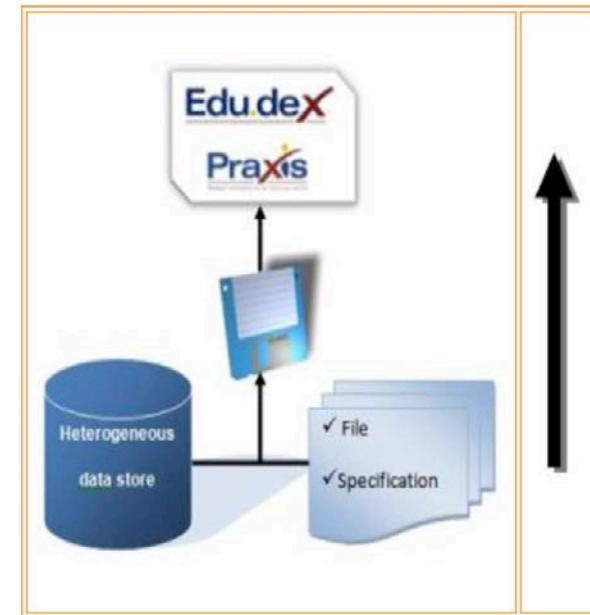 Edu.dex
Praxis
Heterogeneous
data store
✓ File
✓Specification